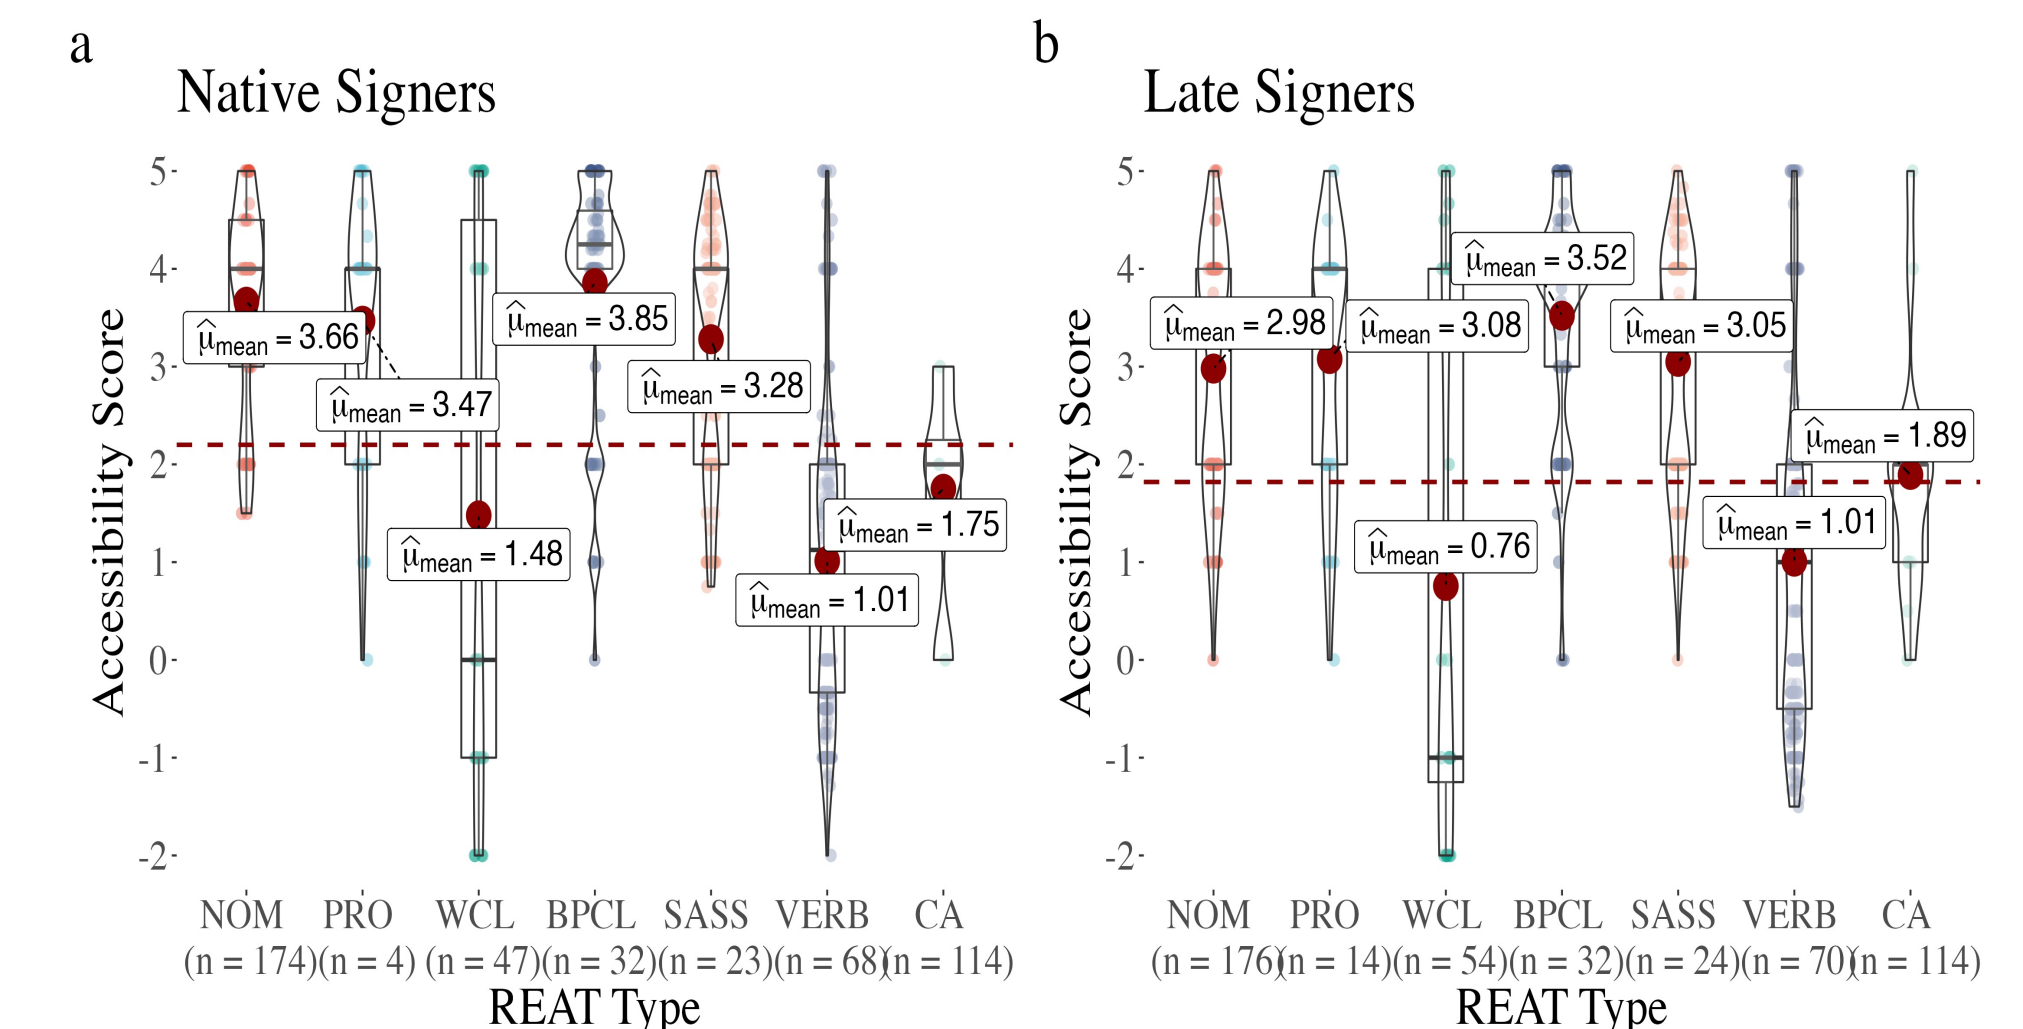 a
Native Signers
Accessibility Score
5
4
3
2
1
0
-1
-2
μ̂mean = 3.66
μ̂mean = 3.47
μ̂mean = 1.48
μ̂mean = 3.85
μ̂mean = 3.28
μ̂mean = 1.01
μ̂mean = 1.75
NOM PRO WCL BPCL SASS VERB CA
(n = 174)(n = 4) (n = 47)(n = 32)(n = 23)(n = 68)(n = 114)
REAT Type
b
Late Signers
Accessibility Score
5
4
3
2
1
0
-1
-2
μ̂mean = 2.98
μ̂mean = 3.08
μ̂mean = 0.76
μ̂mean = 3.52
μ̂mean = 3.05
μ̂mean = 1.01
μ̂mean = 1.89
NOM PRO WCL BPCL SASS VERB CA
(n = 176)(n = 14)(n = 54)(n = 32)(n = 24)(n = 70)(n = 114)
REAT Type